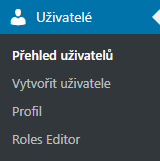 Uživatelé
Přehled uživatelů
Vytvořit uživatele
Profil
Roles Editor